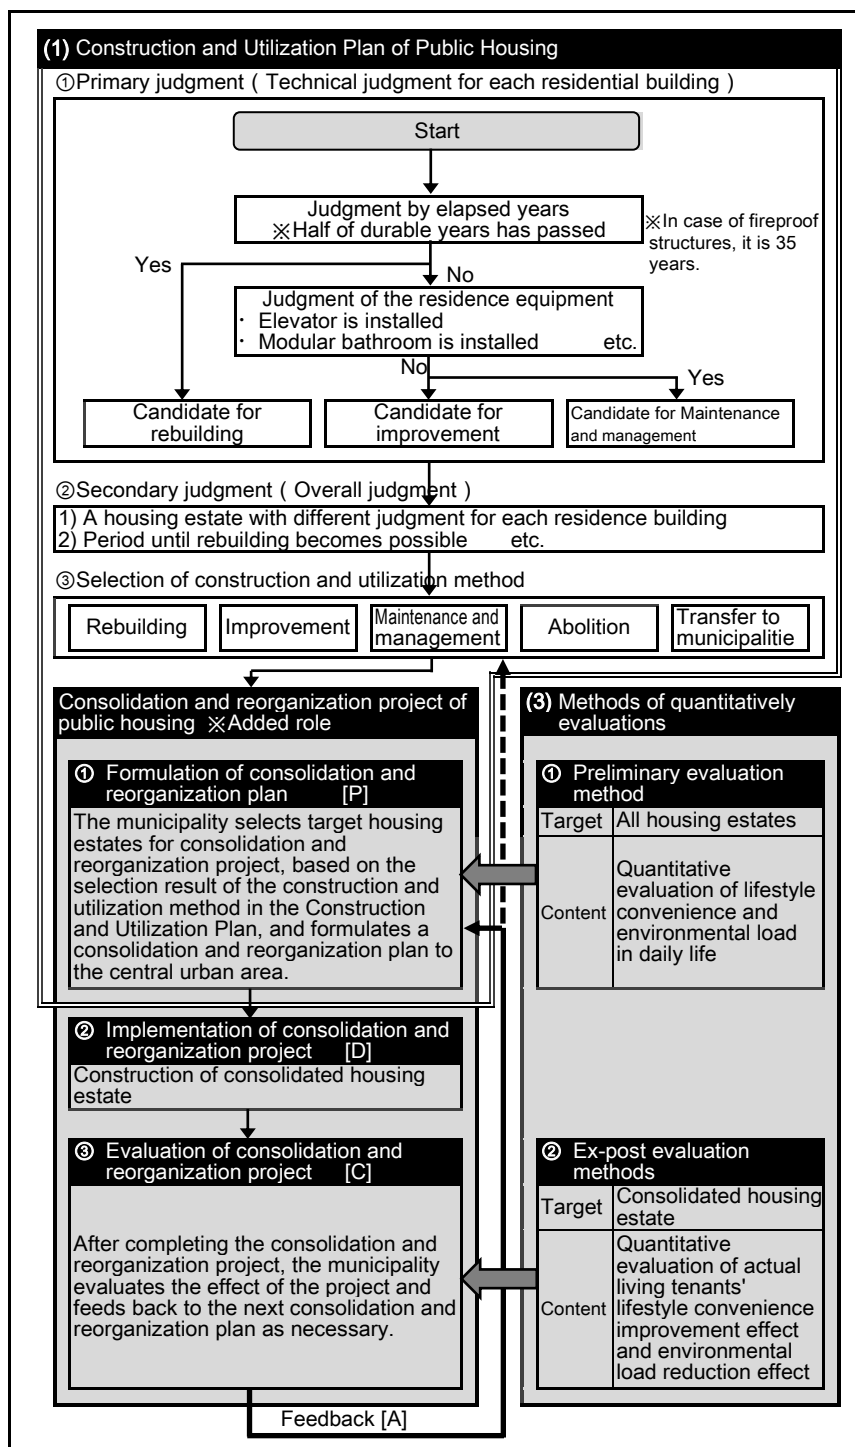 (1) Construction and Utilization Plan of Public Housing
①Primary judgment ( Technical judgment for each residential building )
Start
Judgment by elapsed years
※Half of durable years has passed
※In case of fireproof
structures, it is 35
years.
Yes
No
Judgment of the residence equipment
・ Elevator is installed
・ Modular bathroom is installed etc.
No
Yes
Candidate for
rebuilding
Candidate for
improvement
Candidate for Maintenance
and management
②Secondary judgment ( Overall judgment )
1) A housing estate with different judgment for each residence building
2) Period until rebuilding becomes possible etc.
③Selection of construction and utilization method
Rebuilding
Improvement
Maintenance and
management
Abolition
Transfer to
municipalitie
Consolidation and reorganization project of
public housing ※Added role
① Formulation of consolidation and
reorganization plan [P]
The municipality selects target housing
estates for consolidation and
reorganization project, based on the
selection result of the construction and
utilization method in the Construction
and Utilization Plan, and formulates a
consolidation and reorganization plan to
the central urban area.
② Implementation of consolidation and
reorganization project [D]
Construction of consolidated housing
estate
③ Evaluation of consolidation and
reorganization project [C]
After completing the consolidation and
reorganization project, the municipality
evaluates the effect of the project and
feeds back to the next consolidation and
reorganization plan as necessary.
Feedback [A]
(3) Methods of quantitatively
evaluations
① Preliminary evaluation
method
Target All housing estates
Content
Quantitative
evaluation of lifestyle
convenience and
environmental load
in daily life
② Ex-post evaluation
methods
Target
Consolidated housing
estate
Content
Quantitative
evaluation of actual
living tenants'
lifestyle convenience
improvement effect
and environmental
load reduction effect